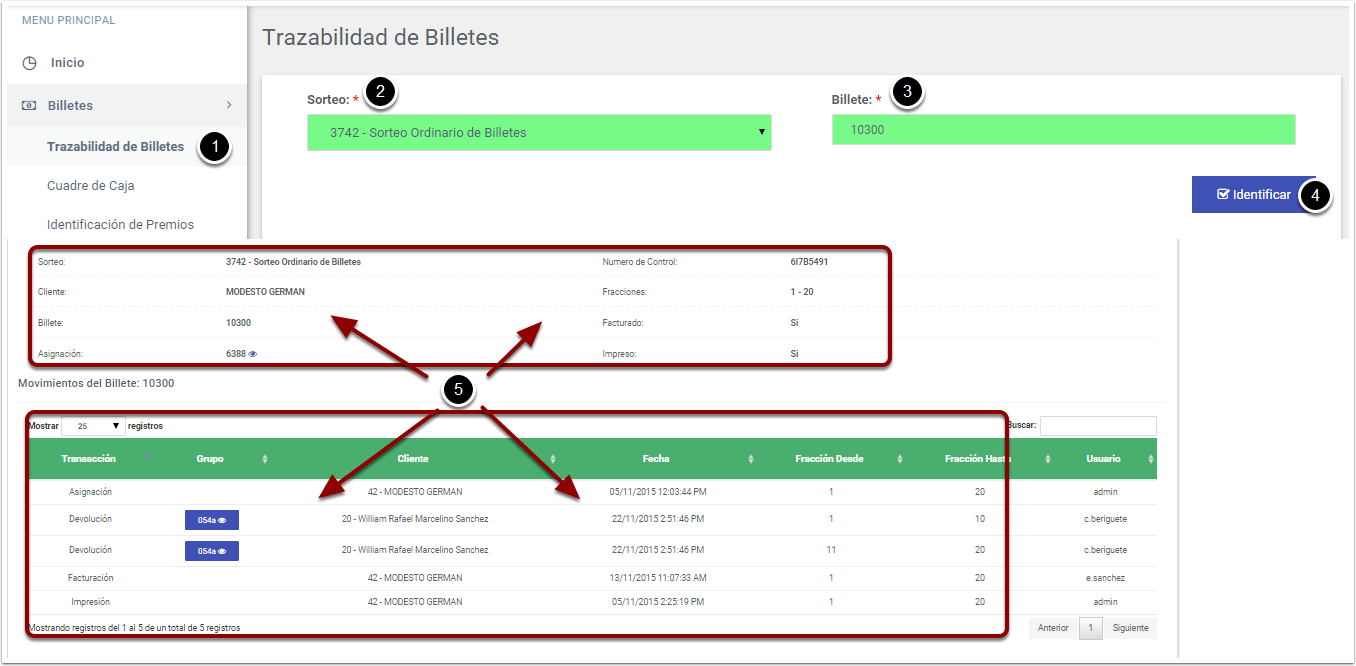 MENU PRINCIPAL
Inicio
Billetes
Trazabilidad de Billetes
1
Cuadre de Caja
Identificación de Premios
Trazabilidad de Billetes
Sorteo: *
2
Billete: *
3
3742 - Sorteo Ordinario de Billetes
10300
Identificar
4
Sorteo: 3742 - Sorteo Ordinario de Billetes Numero de Control: 6I7B5491
Cliente: MODESTO GERMAN Fracciones: 1 - 20
Billete: 10300 Facturado: Si
Asignación: 6388 Impreso: Si
Movimientos del Billete: 10300
5
Mostrar 25 registros Buscar:
Transacción Grupo Cliente Fecha Fracción Desde Fracción Hasta Usuario
Asignación 42 - MODESTO GERMAN 05/11/2015 12:03:44 PM 1 20 admin
Devolución 054a 20 - William Rafael Marcelino Sanchez 22/11/2015 2:51:46 PM 1 10 c.beriguete
Devolución 054a 20 - William Rafael Marcelino Sanchez 22/11/2015 2:51:46 PM 11 20 c.beriguete
Facturación 42 - MODESTO GERMAN 13/11/2015 11:07:33 AM 1 20 e.sanchez
Impresión 42 - MODESTO GERMAN 05/11/2015 2:25:19 PM 1 20 admin
Mostrando registros del 1 al 5 de un total de 5 registros Anterior 1 Siguiente